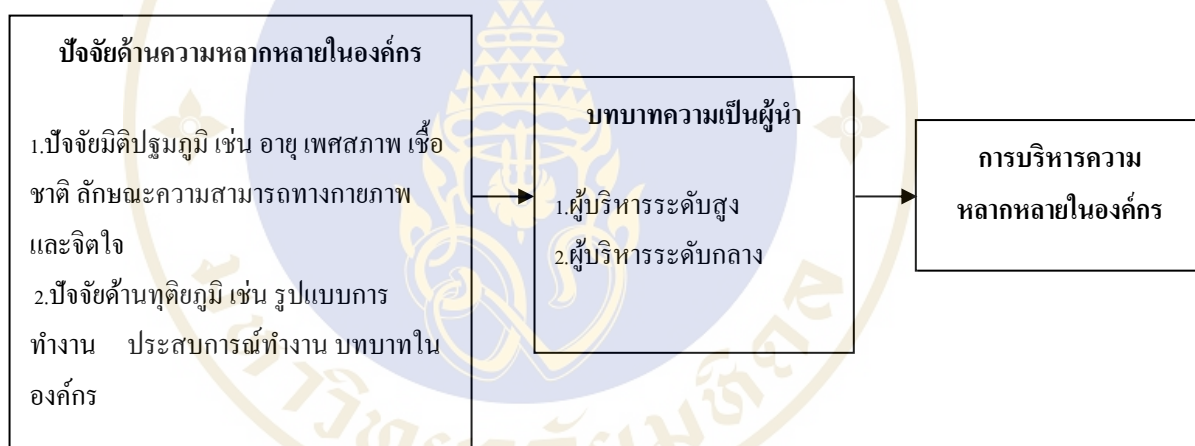 ปัจจัยด้านความหลากหลายในองค์กร
1.ปัจจัยมิติปฐมภูมิ เช่น อายุ เพศสภาพ เชื้อ
ชาติ ลักษณะความสามารถทางกายภาพ
และจิตใจ
2.ปัจจัยด้านทุติยภูมิ เช่น รูปแบบการ
ทำงาน ประสบการณ์ทำงาน บทบาทใน
องค์กร
บทบาทความเป็นผู้นำ
1.ผู้บริหารระดับสูง
2.ผู้บริหารระดับกลาง
การบริหารความ
หลากหลายในองค์กร